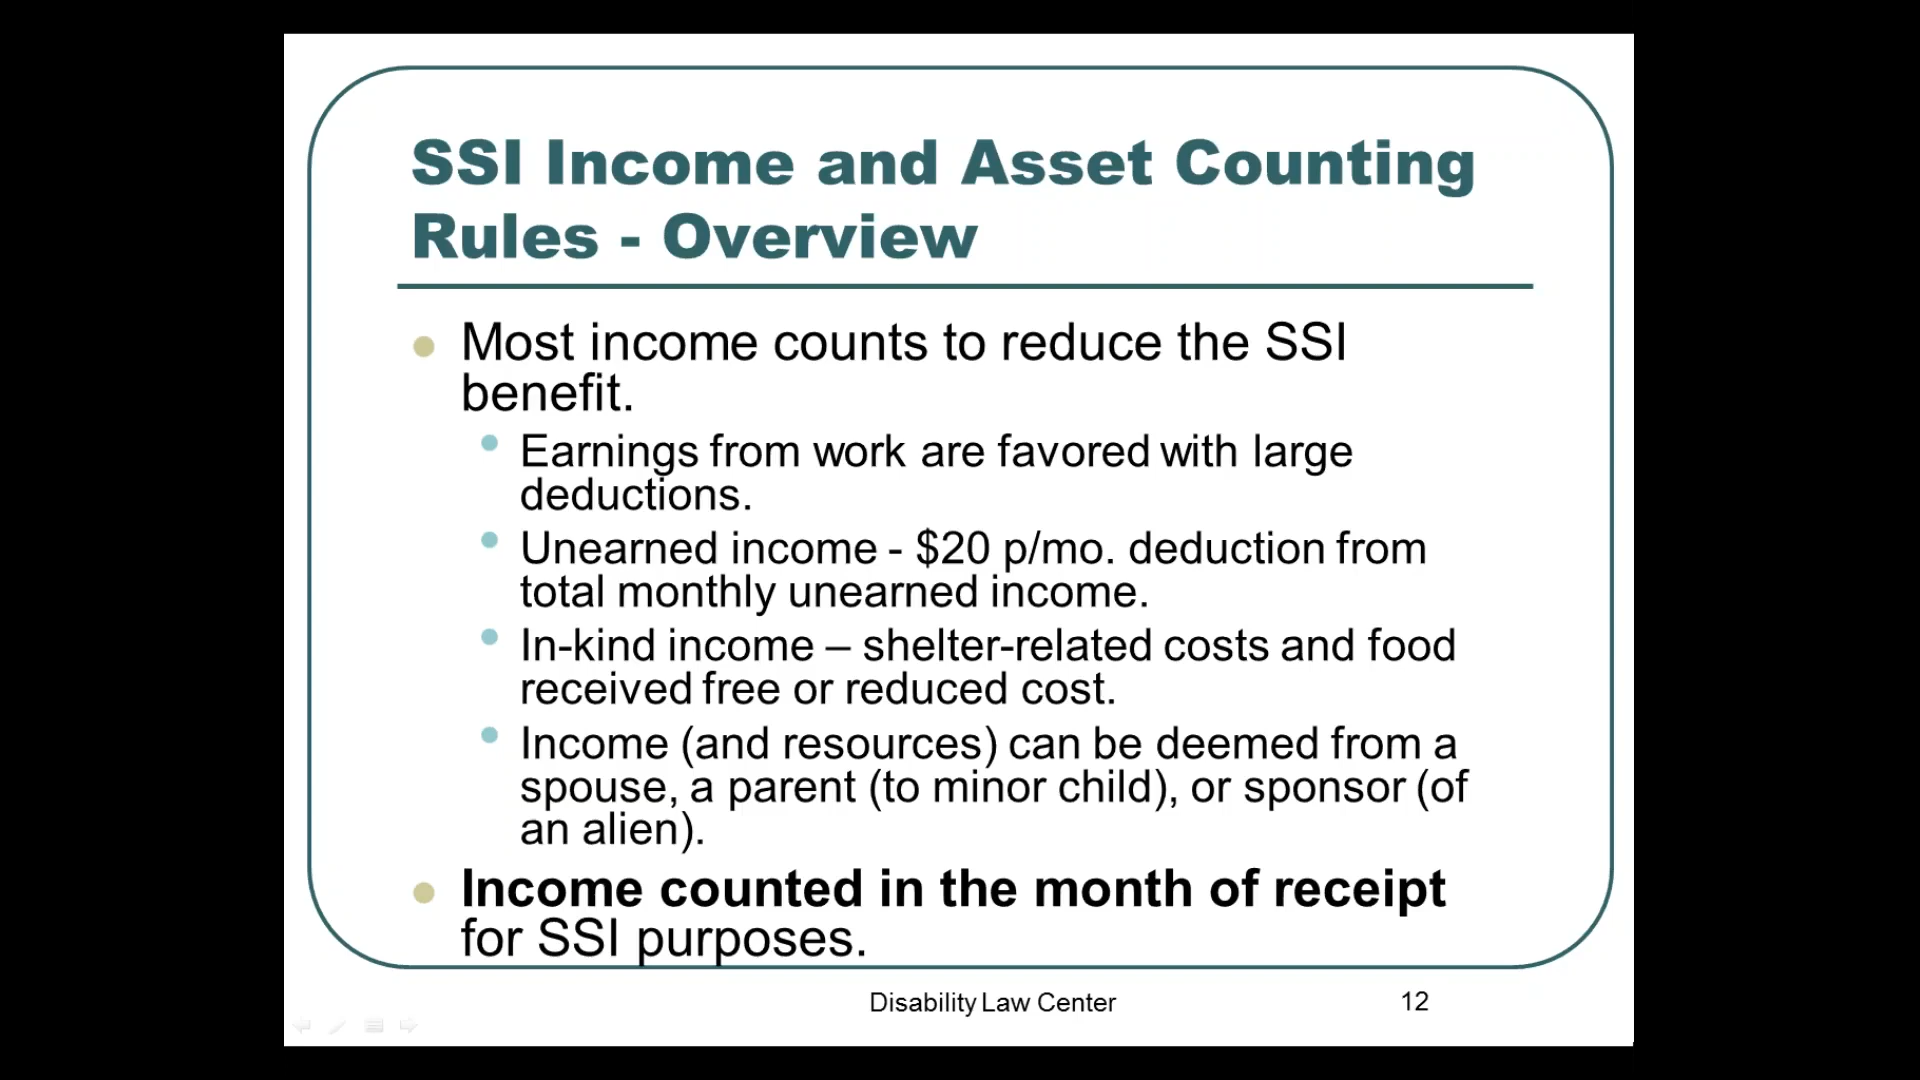 SSI Income and Asset Counting
Rules - Overview
Most income counts to reduce the SSI
benefit.
Earnings from work are favored with large
deductions.
Unearned income - $20 p/mo. deduction from
total monthly unearned income.
In-kind income – shelter-related costs and food
received free or reduced cost.
Income (and resources) can be deemed from a
spouse, a parent (to minor child), or sponsor (of
an alien).
Income counted in the month of receipt
for SSI purposes.
Disability Law Center
12